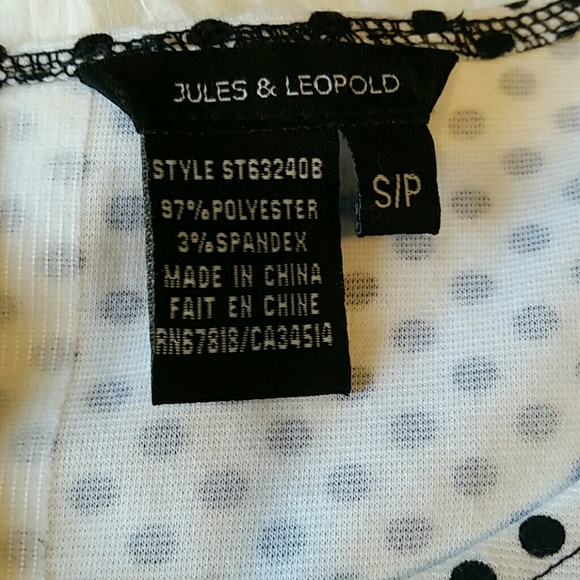 JULES & LEOPOLD
STYLE ST63240B
S/P
97%POLYESTER
3%SPANDEX
MADE IN CHINA
FAIT EN CHINE
RN67818/CA34514